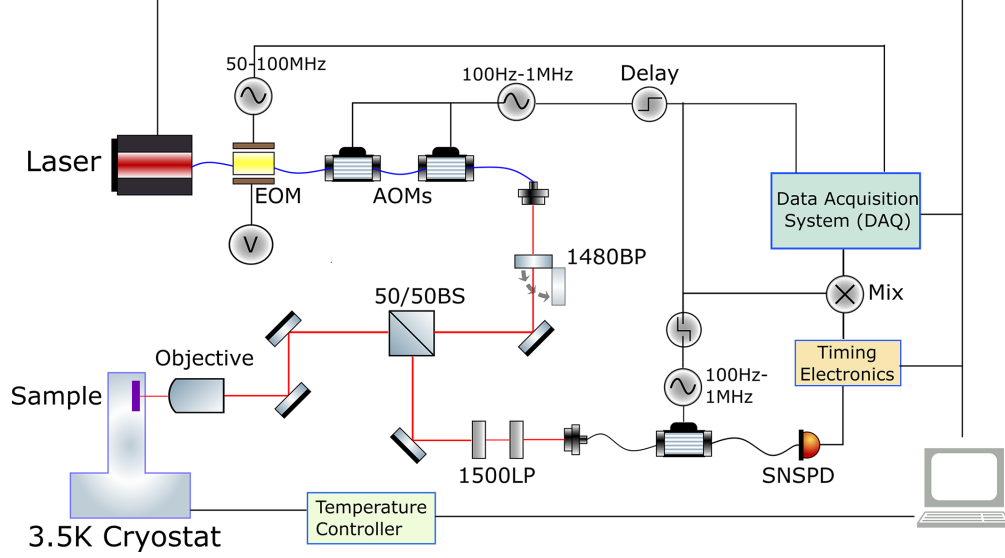 50-100MHz
100Hz-1MHz
Delay
Laser
EOM
AOMs
V
Data Acquisition
System (DAQ)
1480BP
50/50BS
Mix
Objective
Timing
Electronics
Sample
100Hz-
1MHz
1500LP
SNSPD
Temperature
Controller
3.5K Cryostat